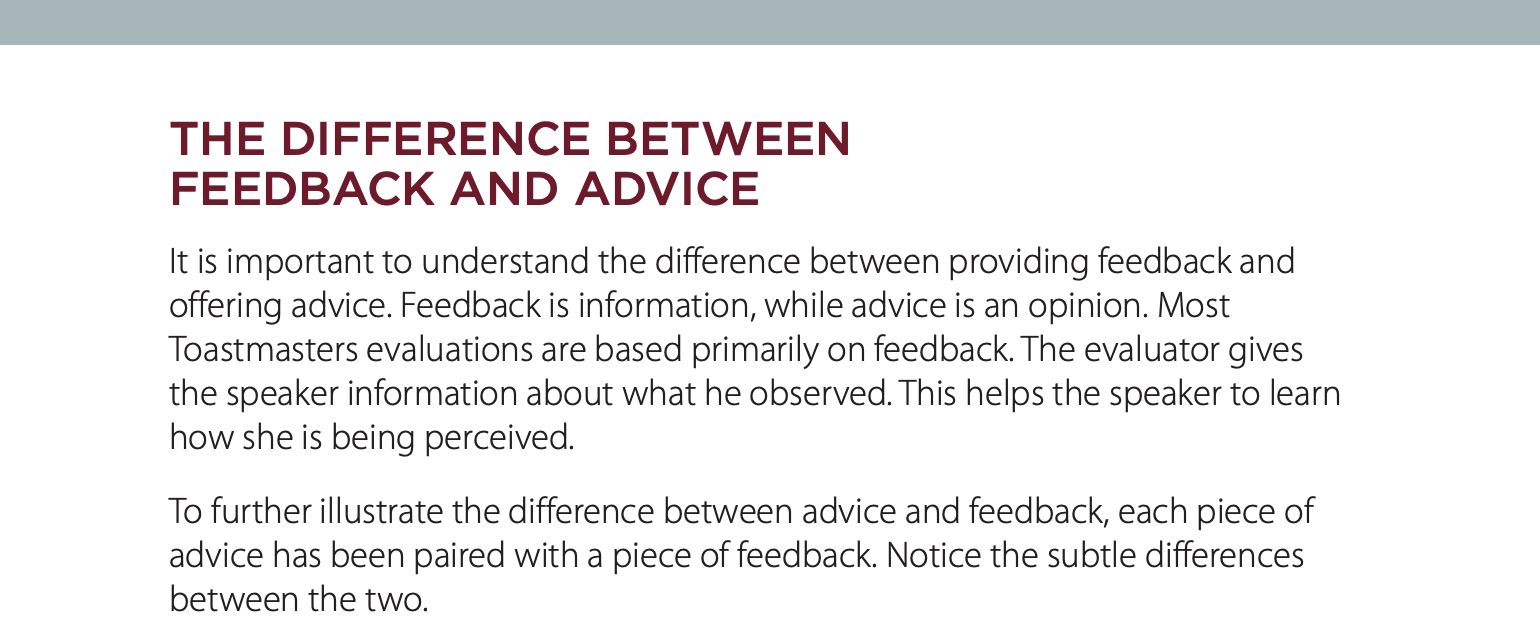 THE DIFFERENCE BETWEEN
FEEDBACK AND ADVICE
It is important to understand the difference between providing feedback and
offering advice. Feedback is information, while advice is an opinion. Most
Toastmasters evaluations are based primarily on feedback. The evaluator gives
the speaker information about what he observed. This helps the speaker to learn
how she is being perceived.
To further illustrate the difference between advice and feedback, each piece of
advice has been paired with a piece of feedback. Notice the subtle differences
between the two.